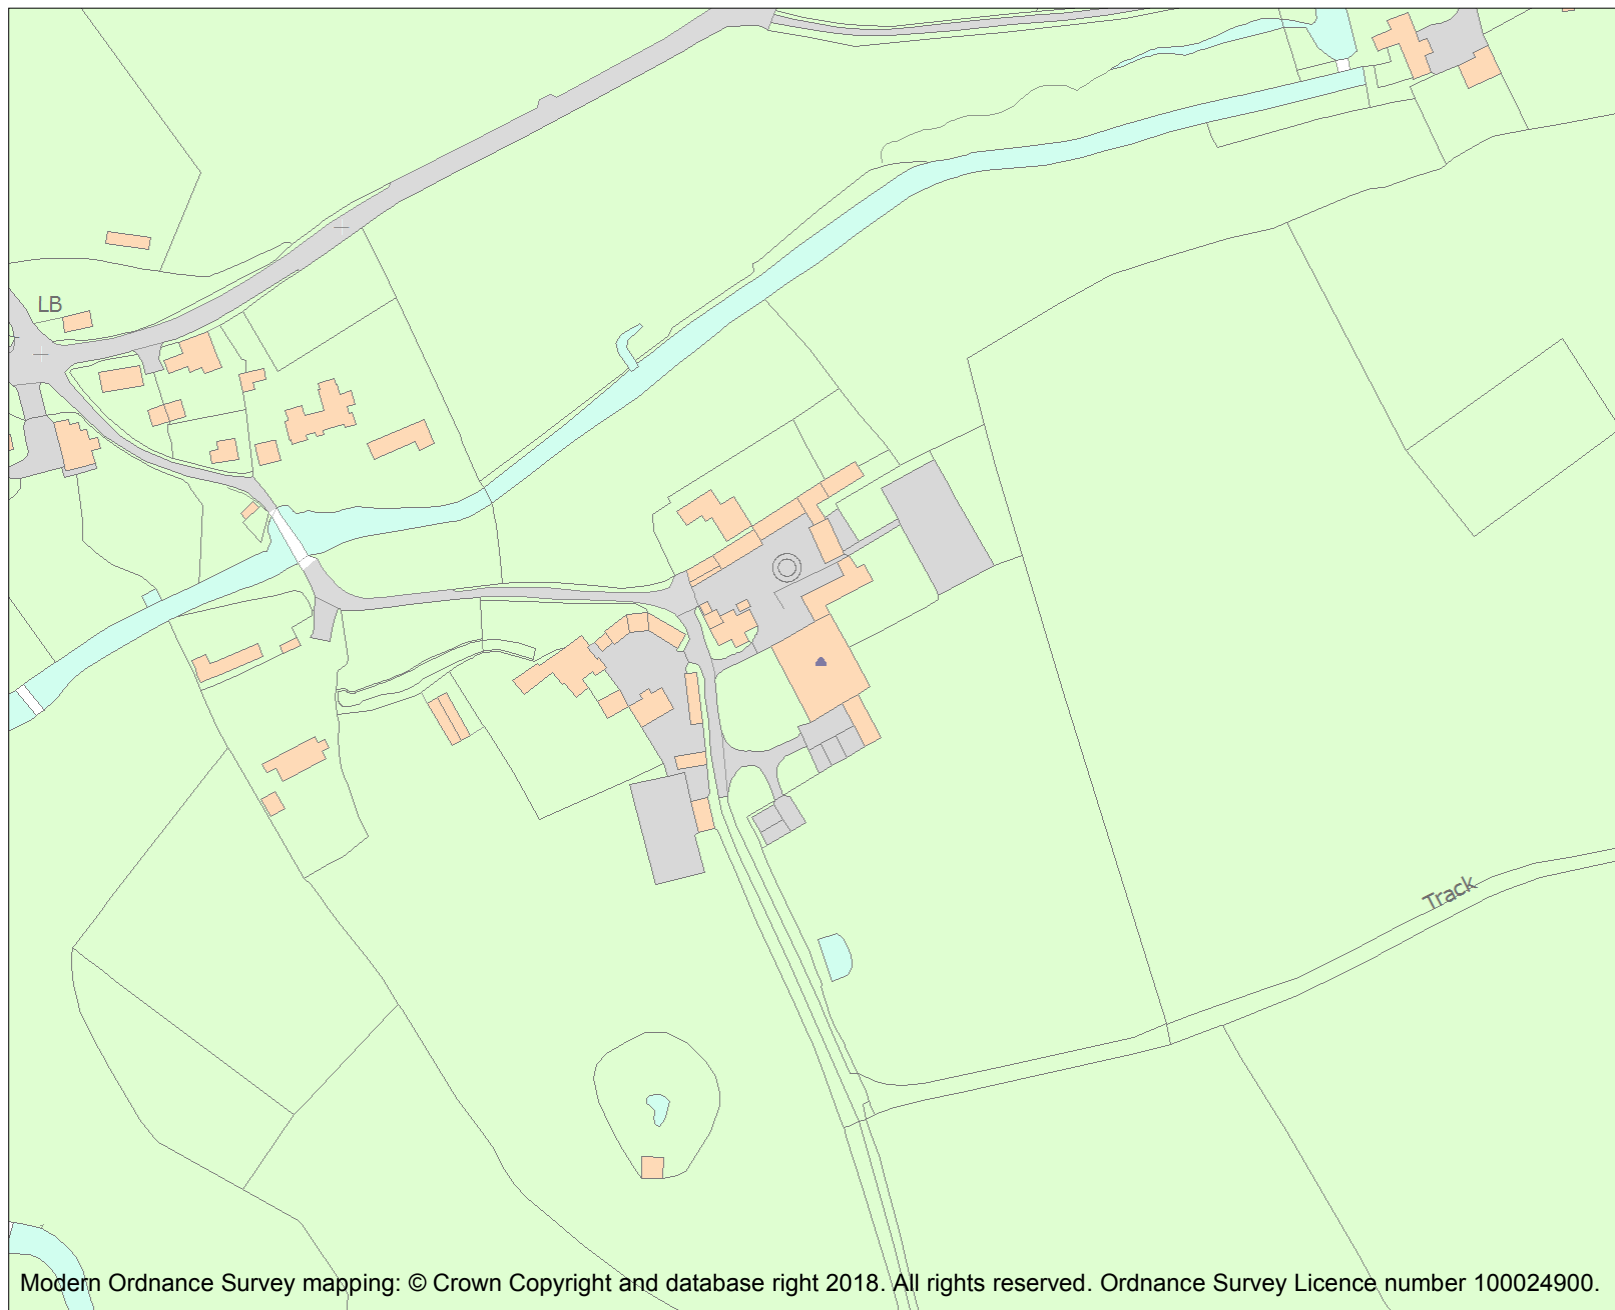 LB
Track
Modern Ordnance Survey mapping: © Crown Copyright and database right 2018. All rights reserved. Ordnance Survey Licence number 100024900.